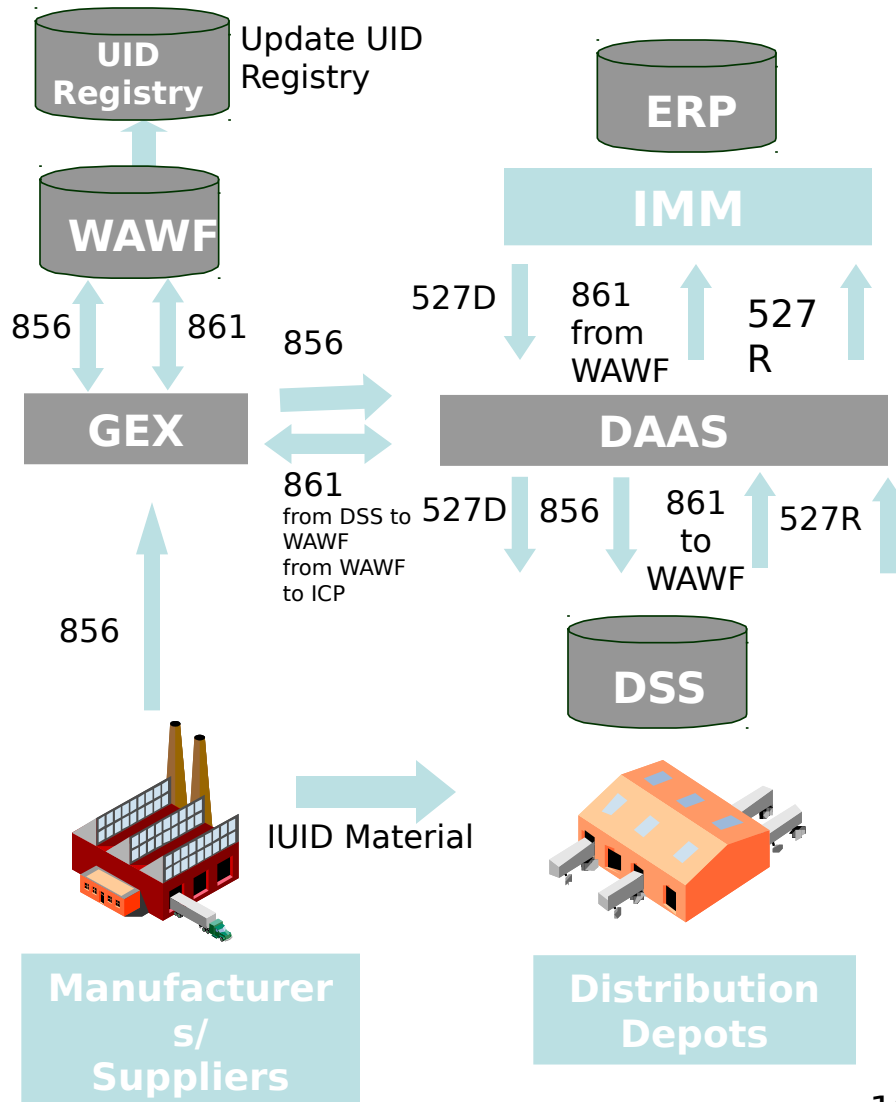 UID
Registry
Update UID
Registry
ERP
WAWF
IMM
856
861
856
527D
861
from
WAWF
527
R
GEX
DAAS
861
from DSS to
WAWF
from WAWF
to ICP
527D
856
861
to
WAWF
527R
856
DSS
IUID Material
Manufacturer
s/
Suppliers
Distribution
Depots
1